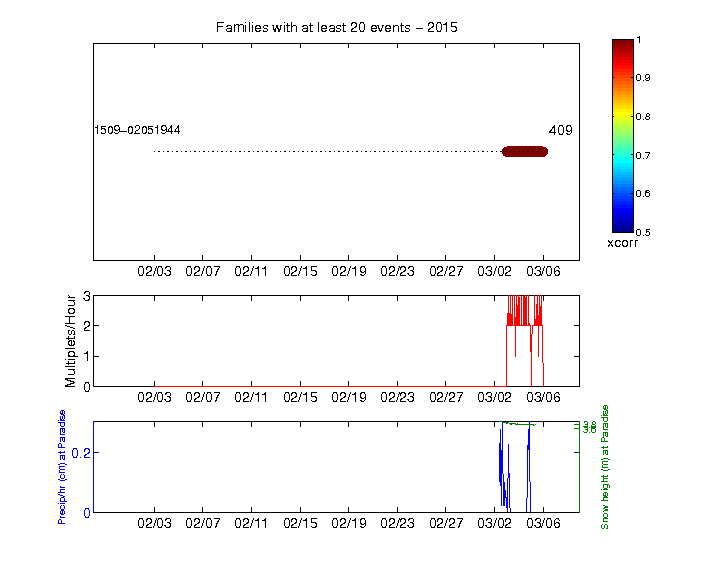 Families with at least 20 events – 2015
1509–02051944
409
02/03 02/07 02/11 02/15 02/19 02/23 02/27 03/02 03/06
1
0.9
0.8
0.7
0.6
0.5
xcorr
Multiplets/Hour
3
2
1
0
02/03 02/07 02/11 02/15 02/19 02/23 02/27 03/02 03/06
Precip/hr (cm) at Paradise
0.2
0
02/03 02/07 02/11 02/15 02/19 02/23 02/27 03/02 03/06
Snow height (m) at Paradise